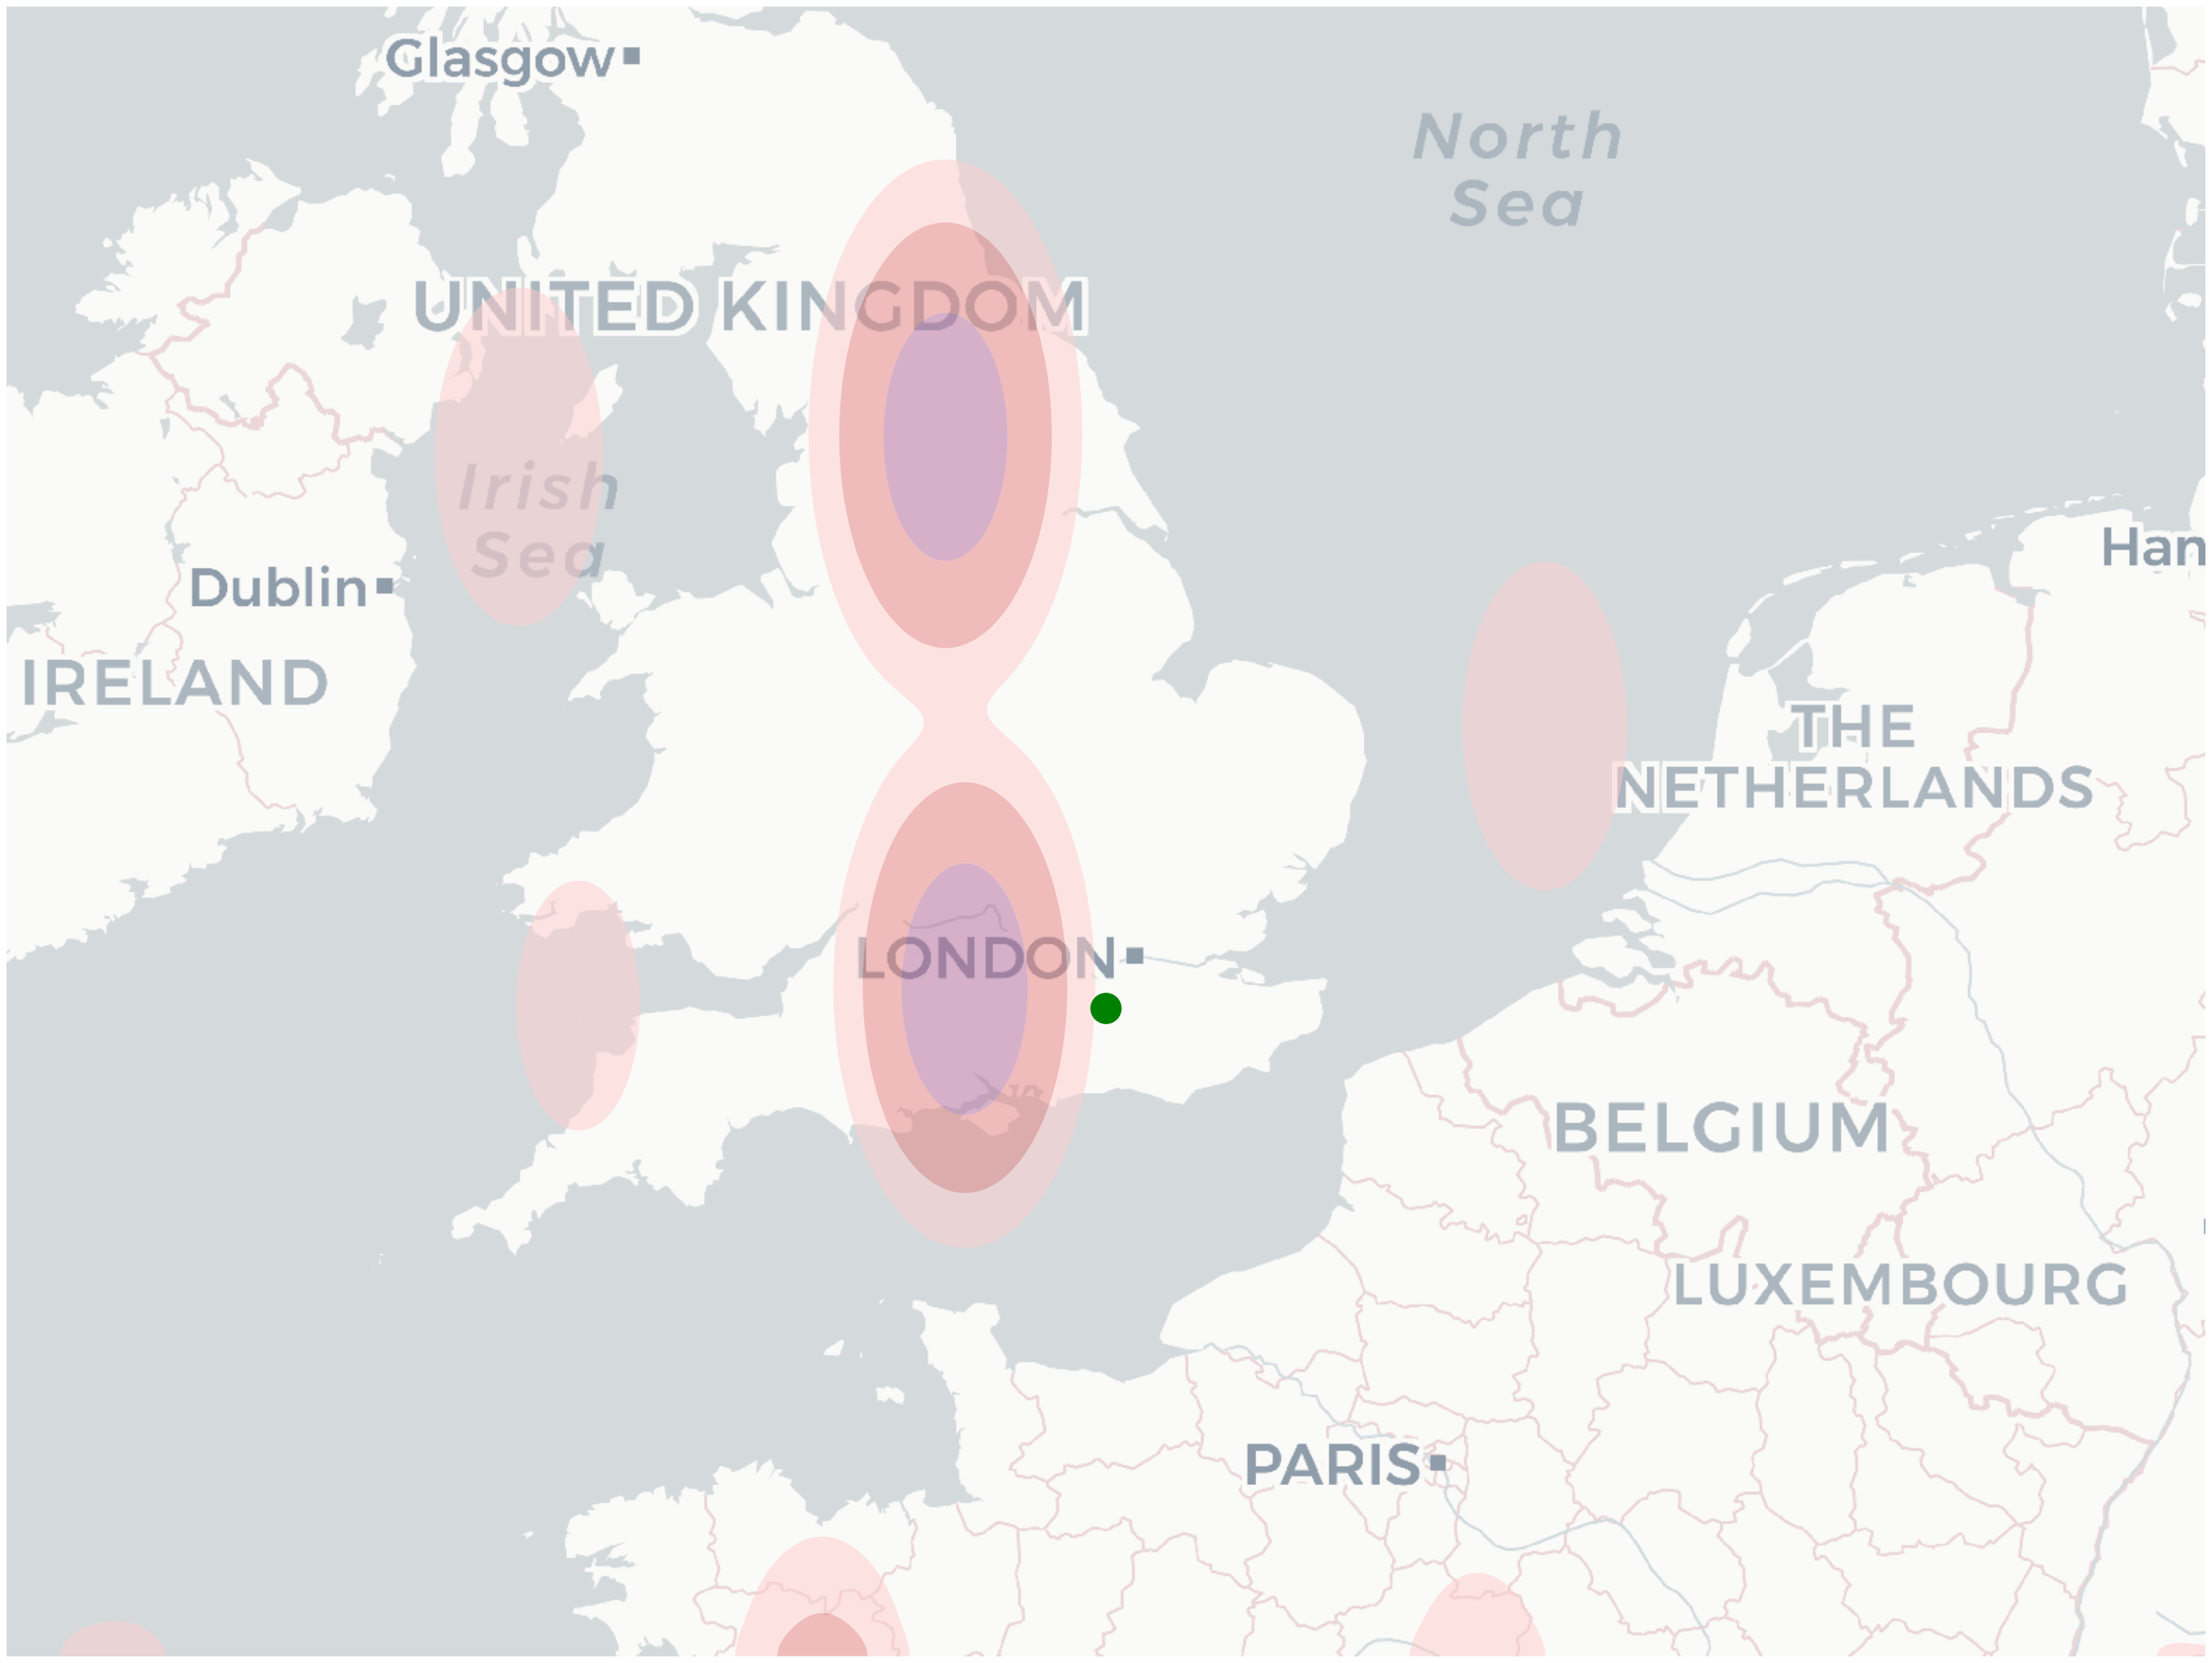 Glasgow
North
Sea
UNITED KINGDOM
Irish
Sea
Dublin
Han
IRELAND
THE
NETHERLANDS
LONDON
BELGIUM
LUXEMBOURG
PARIS